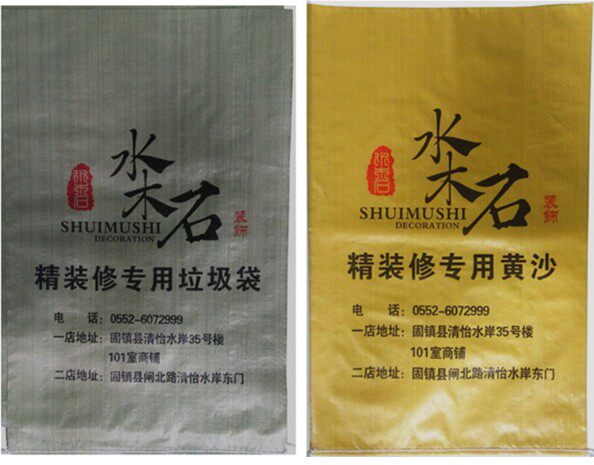 水木石
SHUIMUSHI
DECORATION
装飾
精装修专用垃圾袋
电 话：0552-6072999
一店地址：固镇县清怡水岸35号楼
101室商铺
二店地址：固镇县闸北路清怡水岸东门
水木石
SHUIMUSHI
DECORATION
装飾
精装修专用黄沙
电 话：0552-6072999
一店地址：固镇县清怡水岸35号楼
101室商铺
二店地址：固镇县闸北路清怡水岸东门